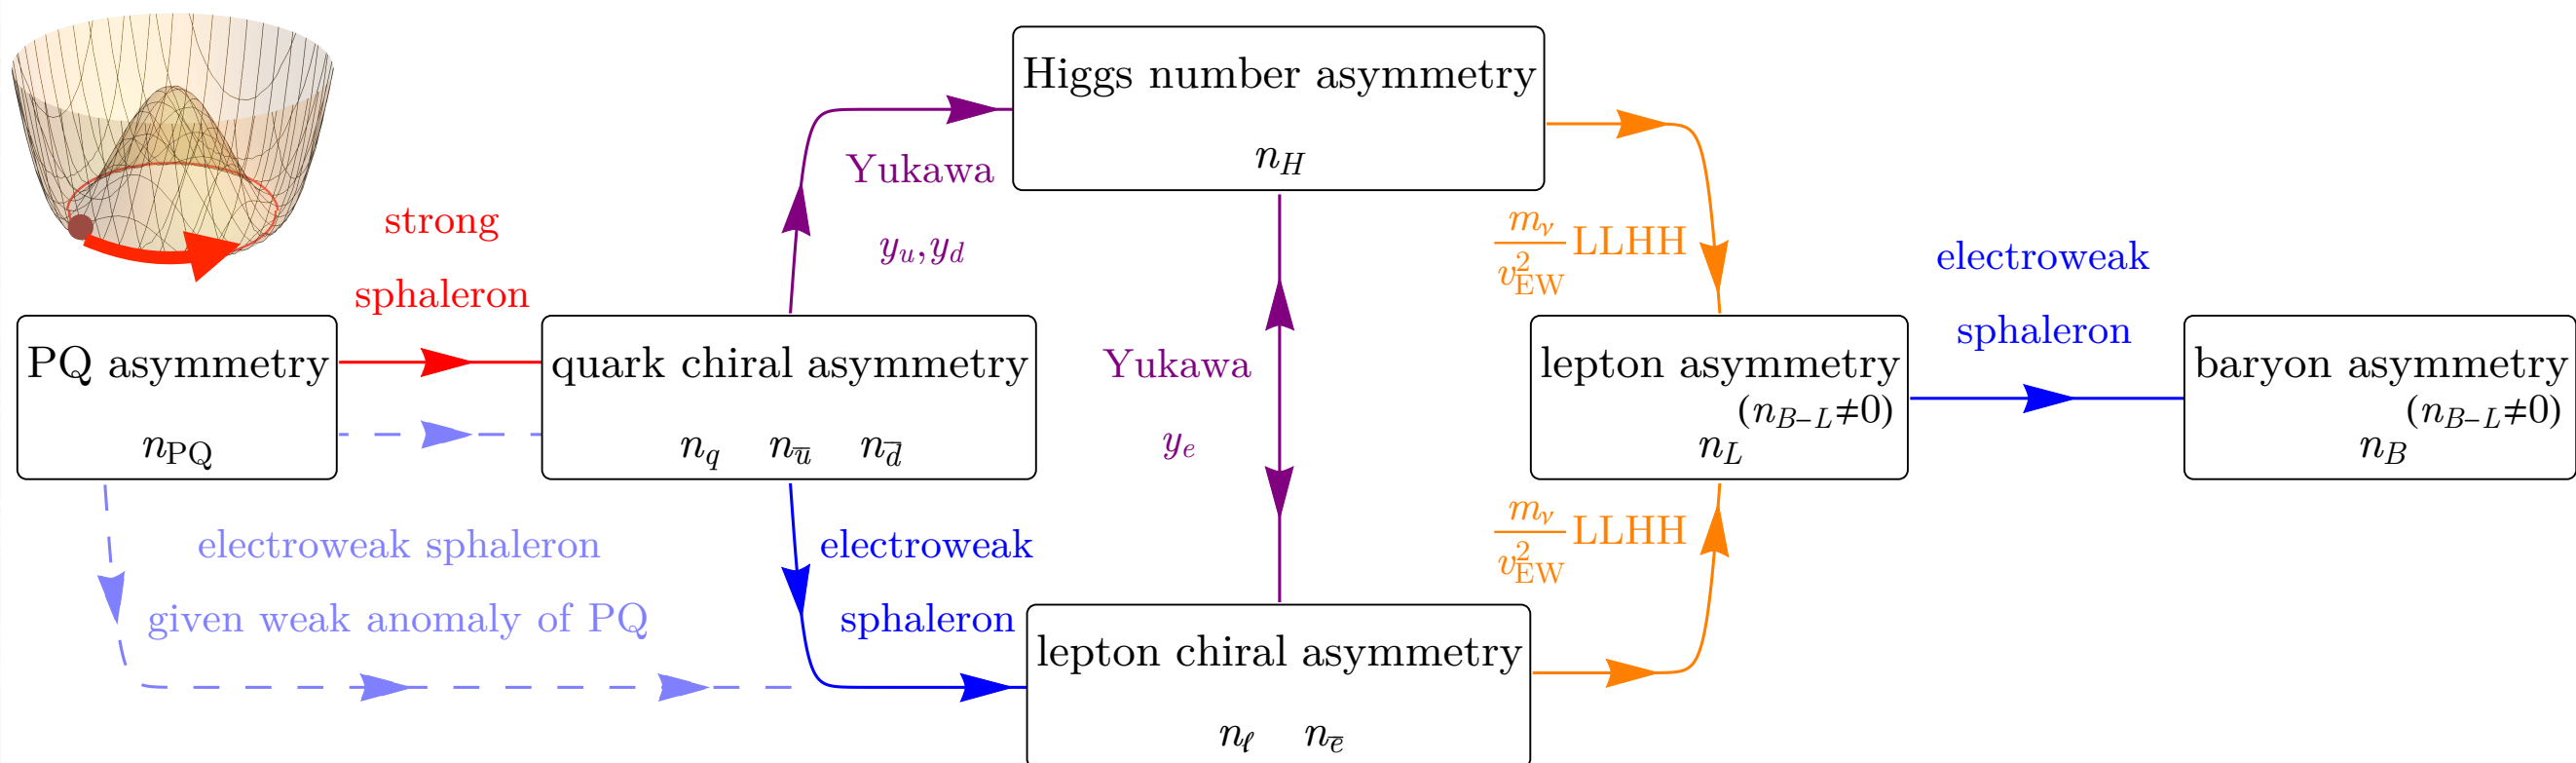 Higgs number asymmetry
n_H
Yukawa
y_u,y_d
strong
sphaleron
m_ν/v²_EW LLHH
electroweak
sphaleron
PQ asymmetry
n_PQ
quark chiral asymmetry
n_q n_ū n_d̄
Yukawa
y_e
lepton asymmetry
(n_{B−L}≠0)
n_L
baryon asymmetry
(n_{B−L}≠0)
n_B
electroweak sphaleron
given weak anomaly of PQ
electroweak
sphaleron
m_ν/v²_EW LLHH
lepton chiral asymmetry
n_ℓ n_ē